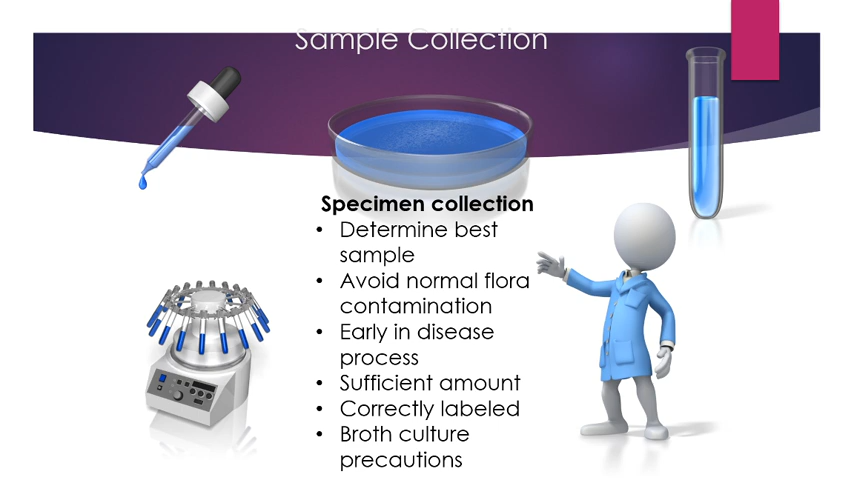 Sample Collection
Specimen collection
• Determine best
sample
• Avoid normal flora
contamination
• Early in disease
process
• Sufficient amount
• Correctly labeled
• Broth culture
precautions